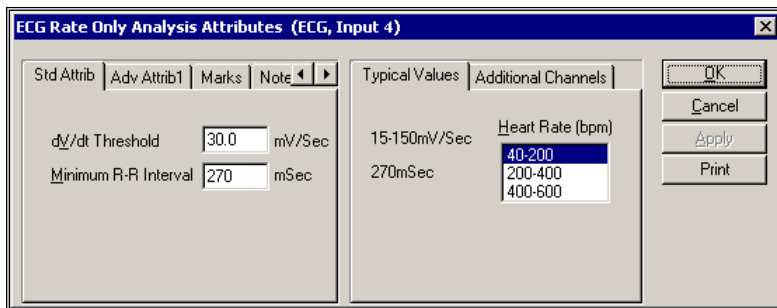 ECG Rate Only Analysis Attributes (ECG, Input 4)
Std Attrib Adv Attrib1 Marks Note
dV/dt Threshold 30.0 mV/Sec
Minimum R-R Interval 270 mSec
Typical Values Additional Channels
15-150mV/Sec
270mSec
Heart Rate (bpm)
40-200
200-400
400-600
OK
Cancel
Apply
Print